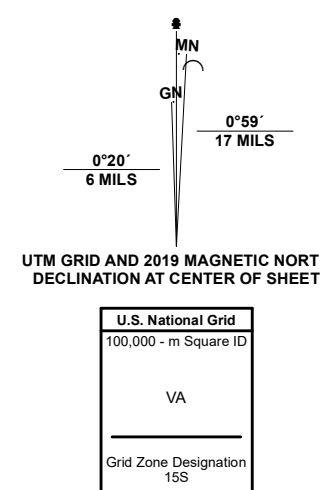 MN
GN
0°59´
17 MILS
0°20´
6 MILS
UTM GRID AND 2019 MAGNETIC NORT
DECLINATION AT CENTER OF SHEET
U.S. National Grid
100,000 - m Square ID
VA
Grid Zone Designation
15S